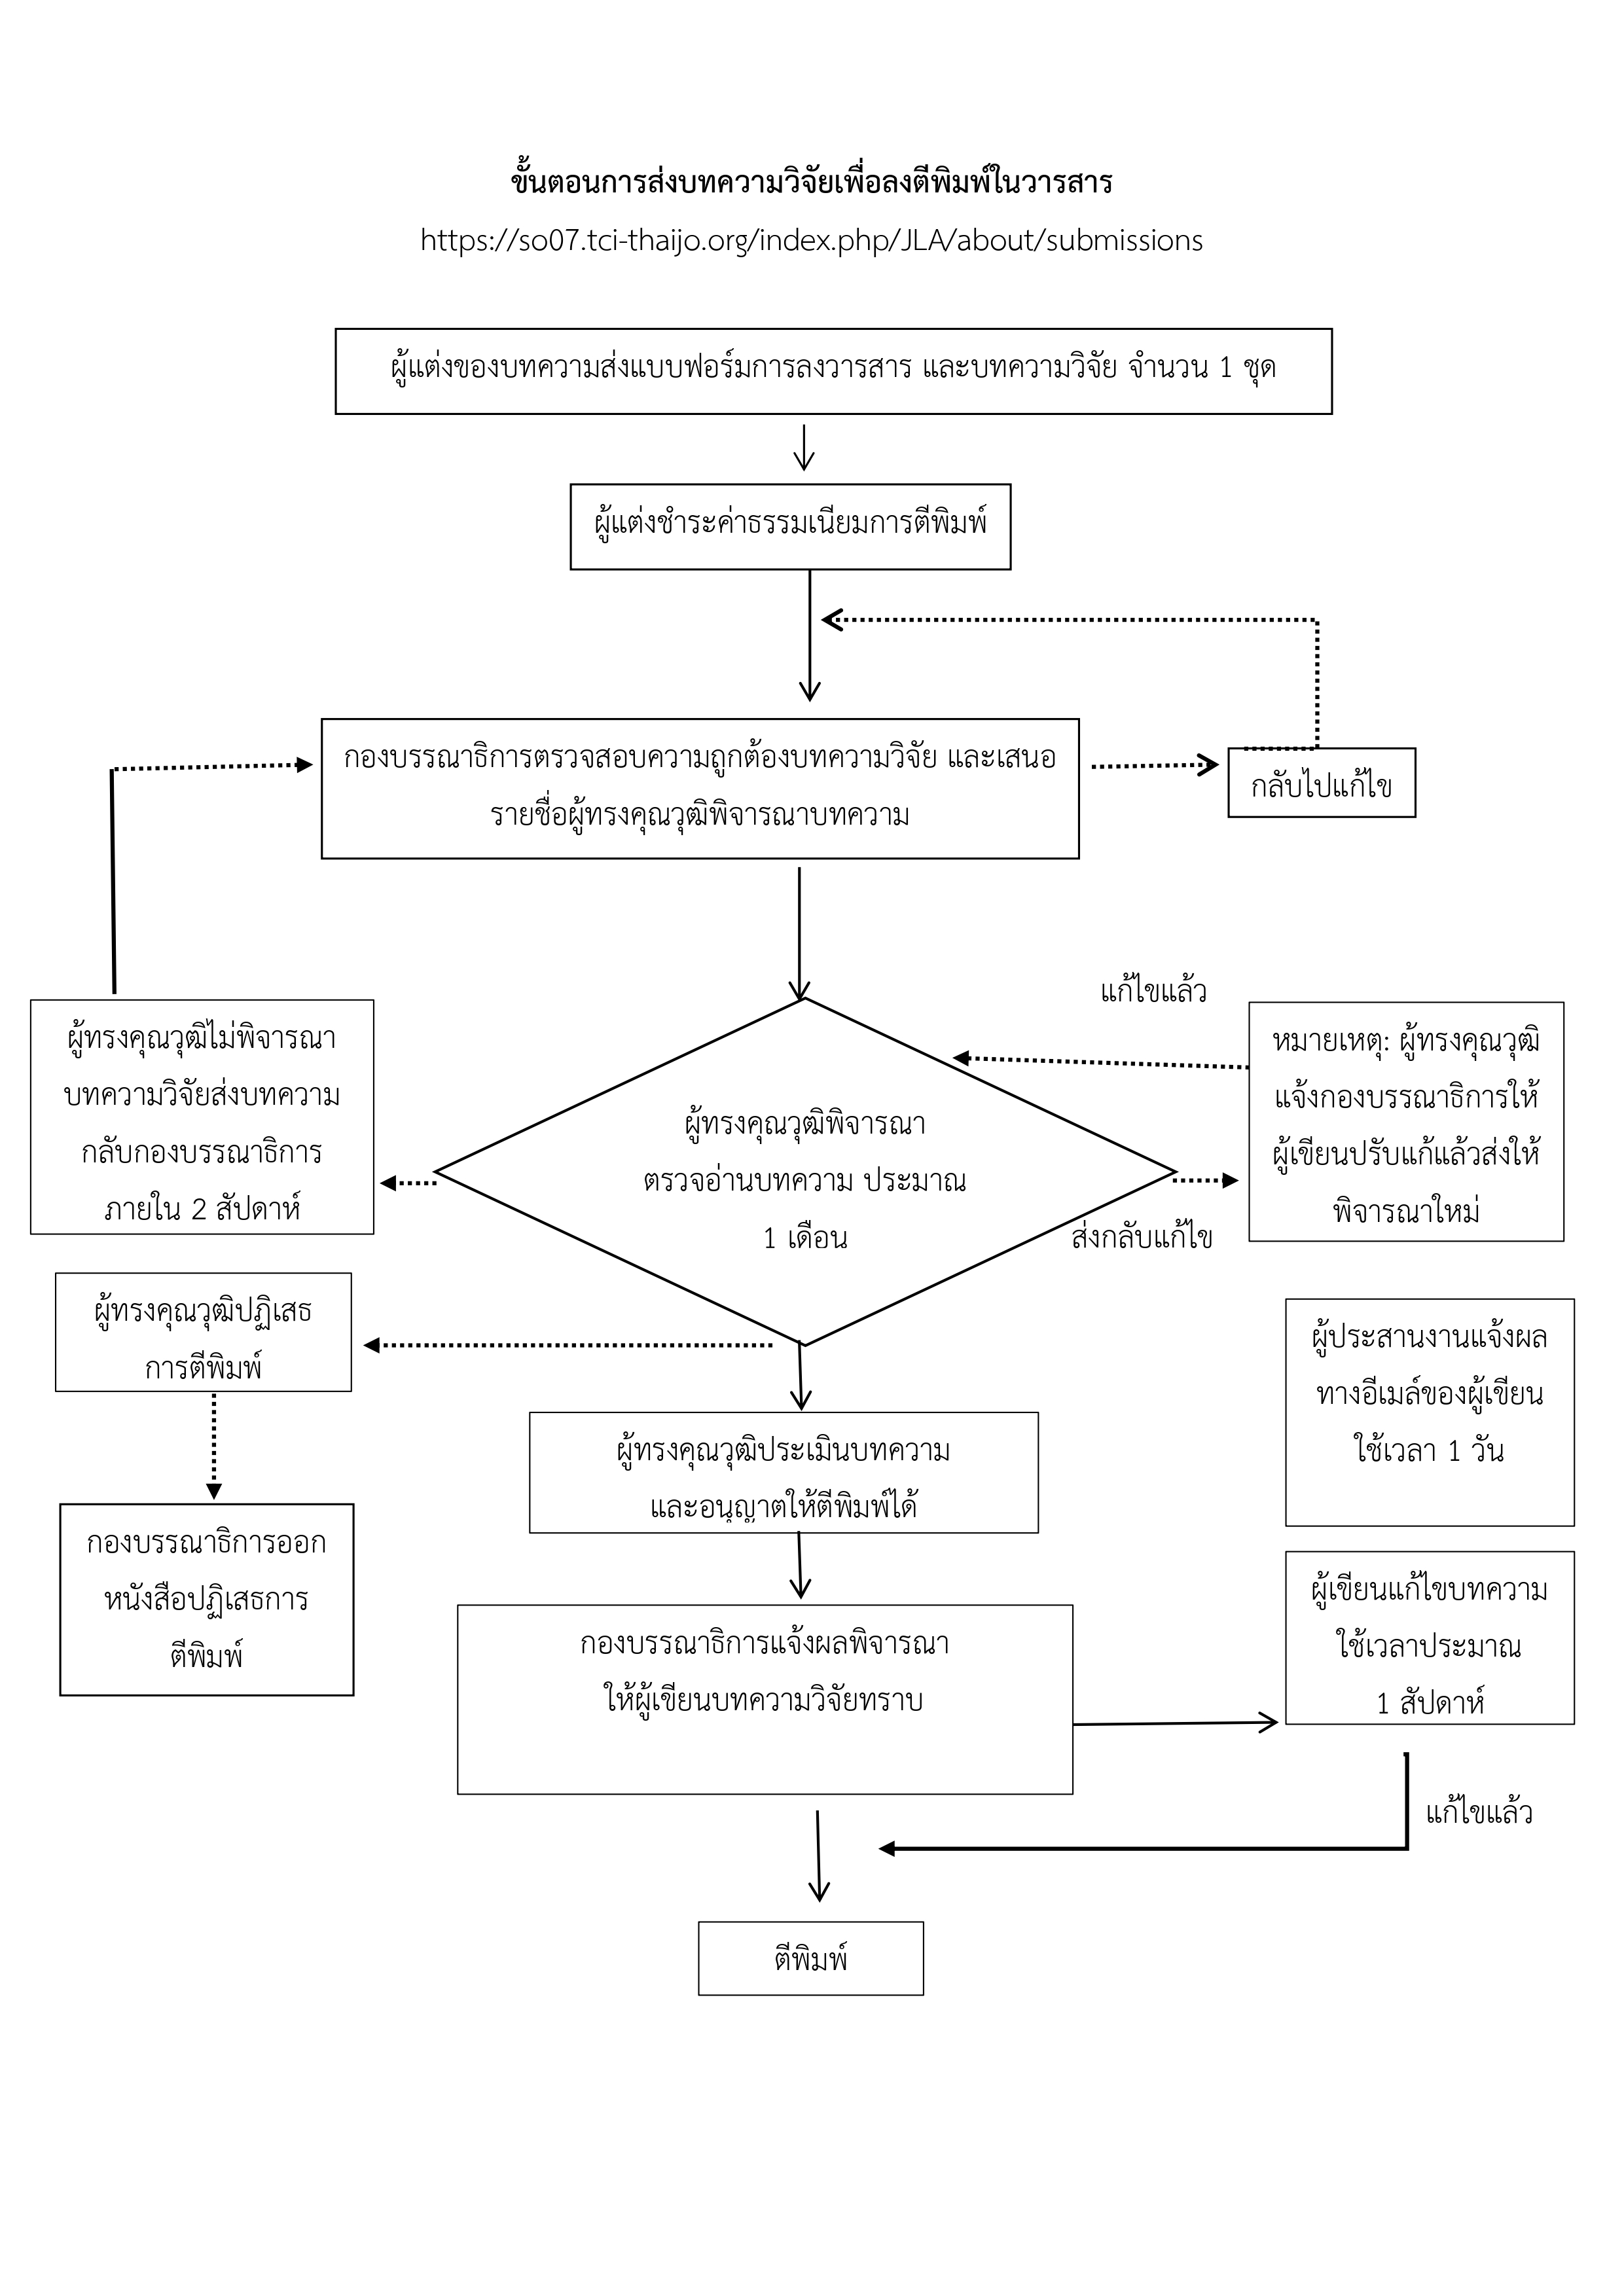 ขั้นตอนการส่งบทความวิจัยเพื่อลงตีพิมพ์ในวารสาร
https://so07.tci-thaijo.org/index.php/JLA/about/submissions
ผู้แต่งของบทความส่งแบบฟอร์มการลงวารสาร และบทความวิจัย จำนวน 1 ชุด
ผู้แต่งชำระค่าธรรมเนียมการตีพิมพ์
กองบรรณาธิการตรวจสอบความถูกต้องบทความวิจัย และเสนอ
รายชื่อผู้ทรงคุณวุฒิพิจารณาบทความ
กลับไปแก้ไข
แก้ไขแล้ว
ผู้ทรงคุณวุฒิไม่พิจารณา
บทความวิจัยส่งบทความ
กลับกองบรรณาธิการ
ภายใน 2 สัปดาห์
ผู้ทรงคุณวุฒิพิจารณา
ตรวจอ่านบทความ ประมาณ
1 เดือน
หมายเหตุ: ผู้ทรงคุณวุฒิ
แจ้งกองบรรณาธิการให้
ผู้เขียนปรับแก้แล้วส่งให้
พิจารณาใหม่
ส่งกลับแก้ไข
ผู้ทรงคุณวุฒิปฏิเสธ
การตีพิมพ์
ผู้ประสานงานแจ้งผล
ทางอีเมล์ของผู้เขียน
ใช้เวลา 1 วัน
ผู้ทรงคุณวุฒิประเมินบทความ
และอนุญาตให้ตีพิมพ์ได้
กองบรรณาธิการออก
หนังสือปฏิเสธการ
ตีพิมพ์
กองบรรณาธิการแจ้งผลพิจารณา
ให้ผู้เขียนบทความวิจัยทราบ
ผู้เขียนแก้ไขบทความ
ใช้เวลาประมาณ
1 สัปดาห์
แก้ไขแล้ว
ตีพิมพ์